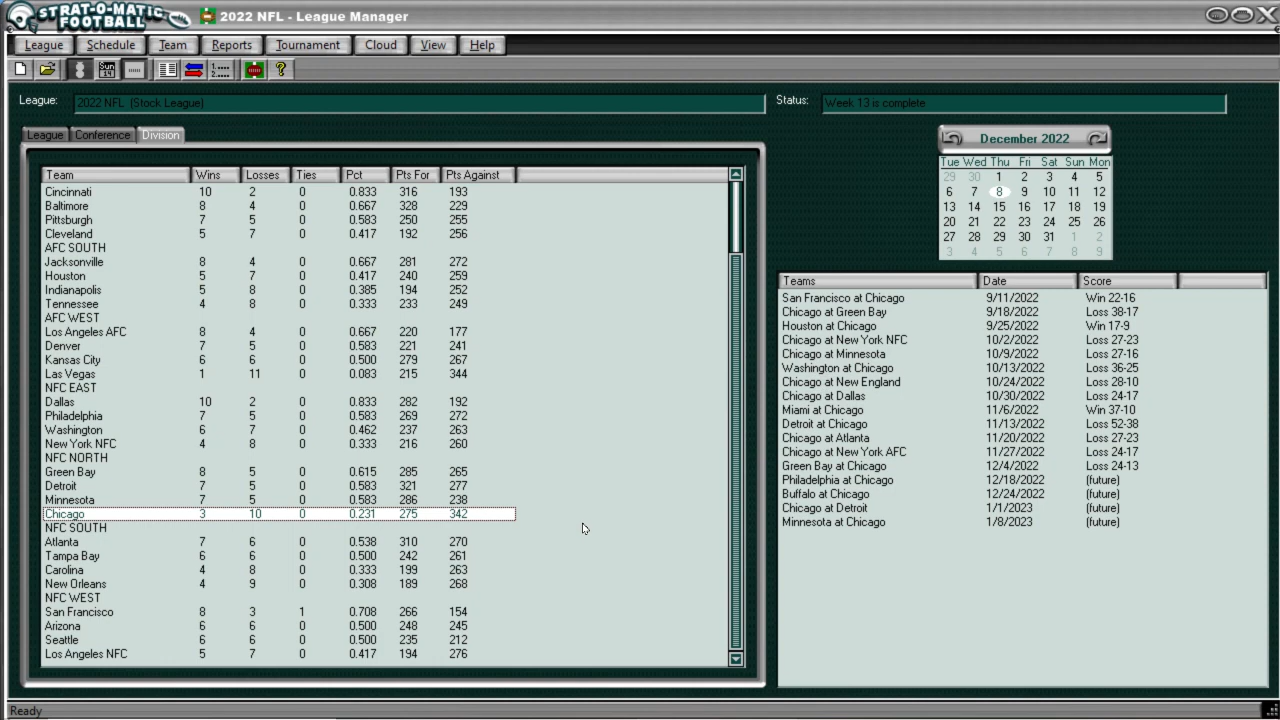 STRAT-O-MATIC FOOTBALL 2022 NFL - League Manager
League Schedule Team Reports Tournament Cloud View Help
League: 2022 NFL (Stock League) Status: Week 13 is complete
League Conference Division
Team Wins Losses Ties Pct Pts For Pts Against
Cincinnati 10 2 0 0.833 316 193
Baltimore 8 4 0 0.667 328 229
Pittsburgh 7 5 0 0.583 250 255
Cleveland 5 7 0 0.417 192 256
AFC SOUTH
Jacksonville 8 4 0 0.667 281 272
Houston 5 7 0 0.417 240 259
Indianapolis 5 8 0 0.385 194 252
Tennessee 4 8 0 0.333 233 249
AFC WEST
Los Angeles AFC 8 4 0 0.667 220 177
Denver 7 5 0 0.583 221 241
Kansas City 6 6 0 0.500 279 267
Las Vegas 1 11 0 0.083 215 344
NFC EAST
Dallas 10 2 0 0.833 282 192
Philadelphia 7 5 0 0.583 269 272
Washington 6 7 0 0.462 237 263
New York NFC 4 8 0 0.333 216 260
NFC NORTH
Green Bay 8 5 0 0.615 285 265
Detroit 7 5 0 0.583 321 277
Minnesota 7 5 0 0.583 286 238
Chicago 3 10 0 0.231 275 342
NFC SOUTH
Atlanta 7 6 0 0.538 310 270
Tampa Bay 6 6 0 0.500 242 261
Carolina 4 8 0 0.333 199 263
New Orleans 4 9 0 0.308 189 268
NFC WEST
San Francisco 8 3 1 0.708 266 154
Arizona 6 6 0 0.500 248 245
Seattle 6 6 0 0.500 235 212
Los Angeles NFC 5 7 0 0.417 194 276
December 2022
Tue Wed Thu Fri Sat Sun Mon
29 30 1 2 3 4 5
6 7 8 9 10 11 12
13 14 15 16 17 18 19
20 21 22 23 24 25 26
27 28 29 30 31 1 2
3 4 5 6 7 8 9
Teams Date Score
San Francisco at Chicago 9/11/2022 Win 22-16
Chicago at Green Bay 9/18/2022 Loss 38-17
Houston at Chicago 9/25/2022 Win 17-9
Chicago at New York NFC 10/2/2022 Loss 27-23
Chicago at Minnesota 10/9/2022 Loss 27-16
Washington at Chicago 10/13/2022 Loss 36-25
Chicago at New England 10/24/2022 Loss 28-10
Chicago at Dallas 10/30/2022 Loss 24-17
Miami at Chicago 11/6/2022 Win 37-10
Detroit at Chicago 11/13/2022 Loss 52-38
Chicago at Atlanta 11/20/2022 Loss 27-23
Chicago at New York AFC 11/27/2022 Loss 24-17
Green Bay at Chicago 12/4/2022 Loss 24-13
Philadelphia at Chicago 12/18/2022 (future)
Buffalo at Chicago 12/24/2022 (future)
Chicago at Detroit 1/1/2023 (future)
Minnesota at Chicago 1/8/2023 (future)
Ready